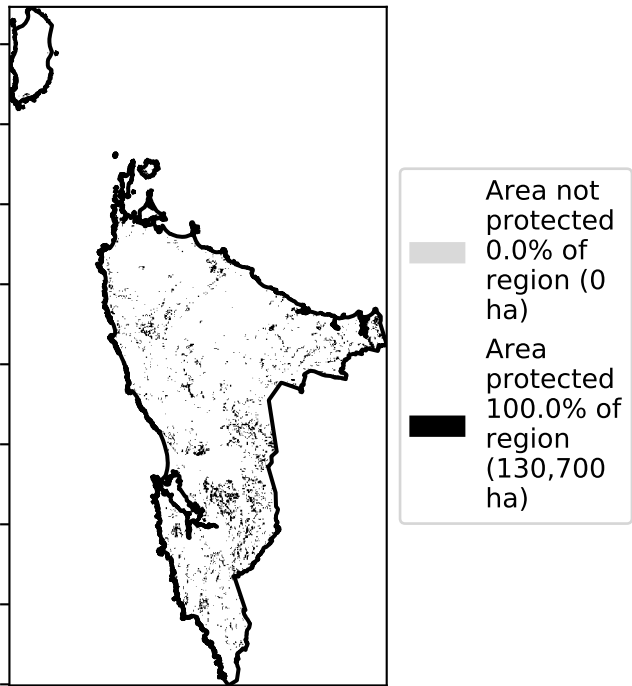 Area not
protected
0.0% of
region (0
ha)
Area
protected
100.0% of
region
(130,700
ha)